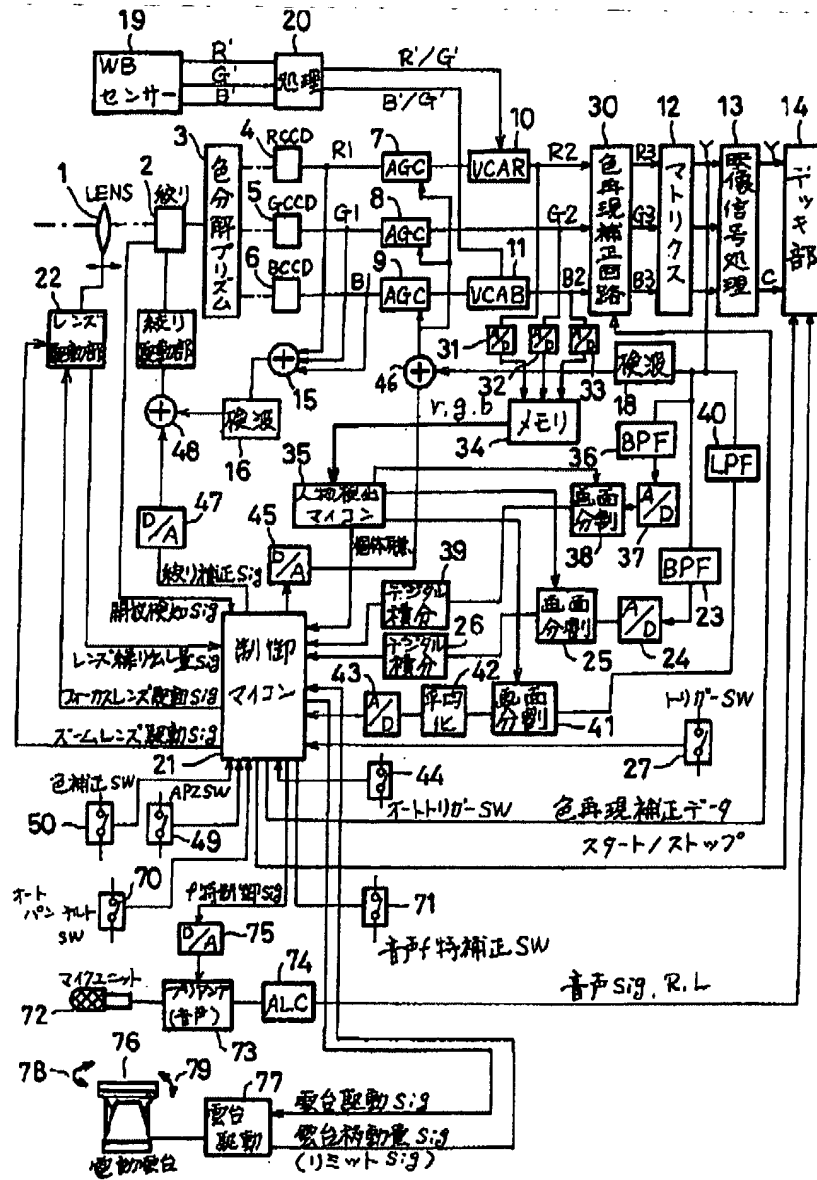 19
20
WB
センサー
R'
G'
B'
処理
R'/G'
B'/G'
3
4
7
10
30
12
13
14
RCCD
R1
AGC
VCAR
R2
R3
Y
Y
1
LENS
2
絞り
色分解プリズム
5
GCCD
G1
8
AGC
G2
色再現補正回路
G3
マトリクス
映像信号処理
デッキ部
6
BCCD
B1
9
AGC
11
VCAB
B2
B3
C
22
レンズ
駆動部
絞り
駆動部
15
46
31
A/D
32
A/D
33
A/D
検波
18
40
LPF
48
検波
16
r,g,b
メモリ
34
36
BPF
47
D/A
35
人物検出
マイコン
画面
分割
38
A/D
37
45
D/A
39
デジタル
積分
BPF
23
絞り補正Sig
開放検知Sig
26
デジタル
積分
画面
分割
25
A/D
24
レンズ繰り出し量Sig
制御
マイコン
フォーカスレンズ駆動Sig
43
A/D
42
平均
化
画面
分割
41
トリガーSW
ズームレンズ駆動Sig
21
27
色補正SW
APZSW
44
オートトリガーSW
色再現補正データ
50
49
スタート/ストップ
70
オート
パンチルト
SW
f特制御Sig
71
D/A
75
音声f特補正SW
マイクユニット
74
72
プリアンプ
(音声)
ALC
音声Sig,R,L
73
76
78
79
77
雲台
駆動
雲台駆動Sig
雲台移動量Sig
(リミットSig)
電動雲台